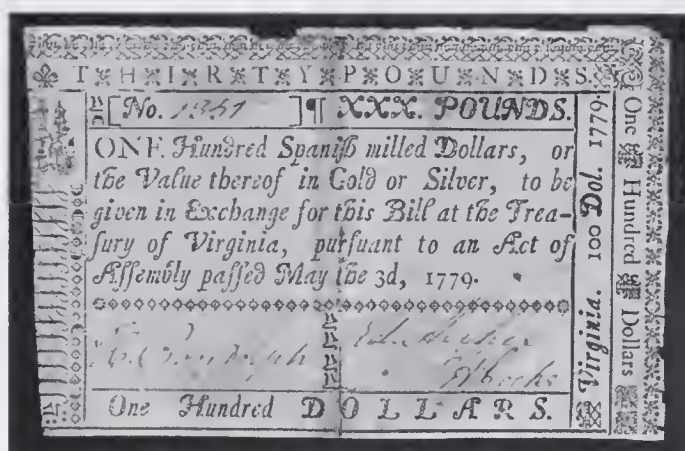 THIRTY POUNDS.
[No. 1351 ]¶ XXX. POUNDS.
ONE Hundred Spaniſh milled Dollars, or
the Value thereof in Gold or Silver, to be
given in Exchange for this Bill at the Trea-
ſury of Virginia, purſuant to an Act of
Aſſembly paſſed May the 3d, 1779.
One Hundred DOLLARS.
Virginia. 100 Dol. 1779.
One Hundred Dollars